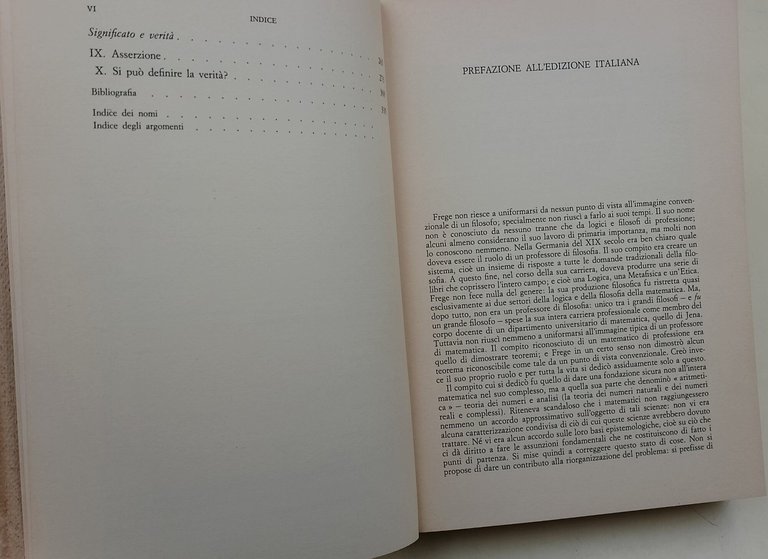 VI
INDICE
Significato e verità . . . . . . . . . . . .
IX. Asserzione . . . . . . . . . . . .
X. Si può definire la verità? . . . . . . . . . .
Bibliografia . . . . . . . . . . . .
Indice dei nomi . . . . . . . . . . . .
Indice degli argomenti . . . . . . . . . . . .
PREFAZIONE ALL'EDIZIONE ITALIANA
Frege non riesce a uniformarsi da nessun punto di vista all'immagine conven-
zionale di un filosofo; specialmente non riuscì a farlo ai suoi tempi. Il suo nome
non è conosciuto da nessuno tranne che da logici e filosofi di professione;
alcuni almeno considerano il suo lavoro di primaria importanza, ma molti non
lo conoscono nemmeno. Nella Germania del XIX secolo era ben chiaro quale
doveva essere il ruolo di un professore di filosofia. Il suo compito era creare un
sistema, cioè un insieme di risposte a tutte le domande tradizionali della filo-
sofia. A questo fine, nel corso della sua carriera, doveva produrre una serie di
libri che coprissero l'intero campo; e cioè una Logica, una Metafisica e un'Etica.
Frege non fece nulla del genere: la sua produzione filosofica fu ristretta quasi
esclusivamente ai due settori della logica e della filosofia della matematica. Ma,
dopo tutto, non era un professore di filosofia: unico tra i grandi filosofi – e fu
un grande filosofo – spese la sua intera carriera professionale come membro del
corpo docente di un dipartimento universitario di matematica, quello di Jena.
Tuttavia non riuscì nemmeno a uniformarsi all'immagine tipica di un professore
di matematica. Il compito riconosciuto di un matematico di professione era
quello di dimostrare teoremi; e Frege in un certo senso non dimostrò alcun
teorema riconoscibile come tale da un punto di vista convenzionale. Creò inve-
ce il suo proprio ruolo e per tutta la vita si dedicò assiduamente solo a questo.
Il compito cui si dedicò fu quello di dare una fondazione sicura non all'intera
matematica nel suo complesso, ma a quella sua parte che denominò « aritmeti-
ca » – teoria dei numeri e analisi (la teoria dei numeri naturali e dei numeri
reali e complessi). Riteneva scandaloso che i matematici non raggiungessero
nemmeno un accordo approssimativo sull'oggetto di tali scienze: non vi era
alcuna caratterizzazione condivisa di ciò di cui queste scienze avrebbero dovuto
trattare. Né vi era alcun accordo sulle loro basi epistemologiche, cioè su ciò che
ci dà diritto a fare le assunzioni fondamentali che ne costituiscono di fatto i
punti di partenza. Si mise quindi a correggere questo stato di cose. Non si
propose di dare un contributo alla riorganizzazione del problema: si prefisse di